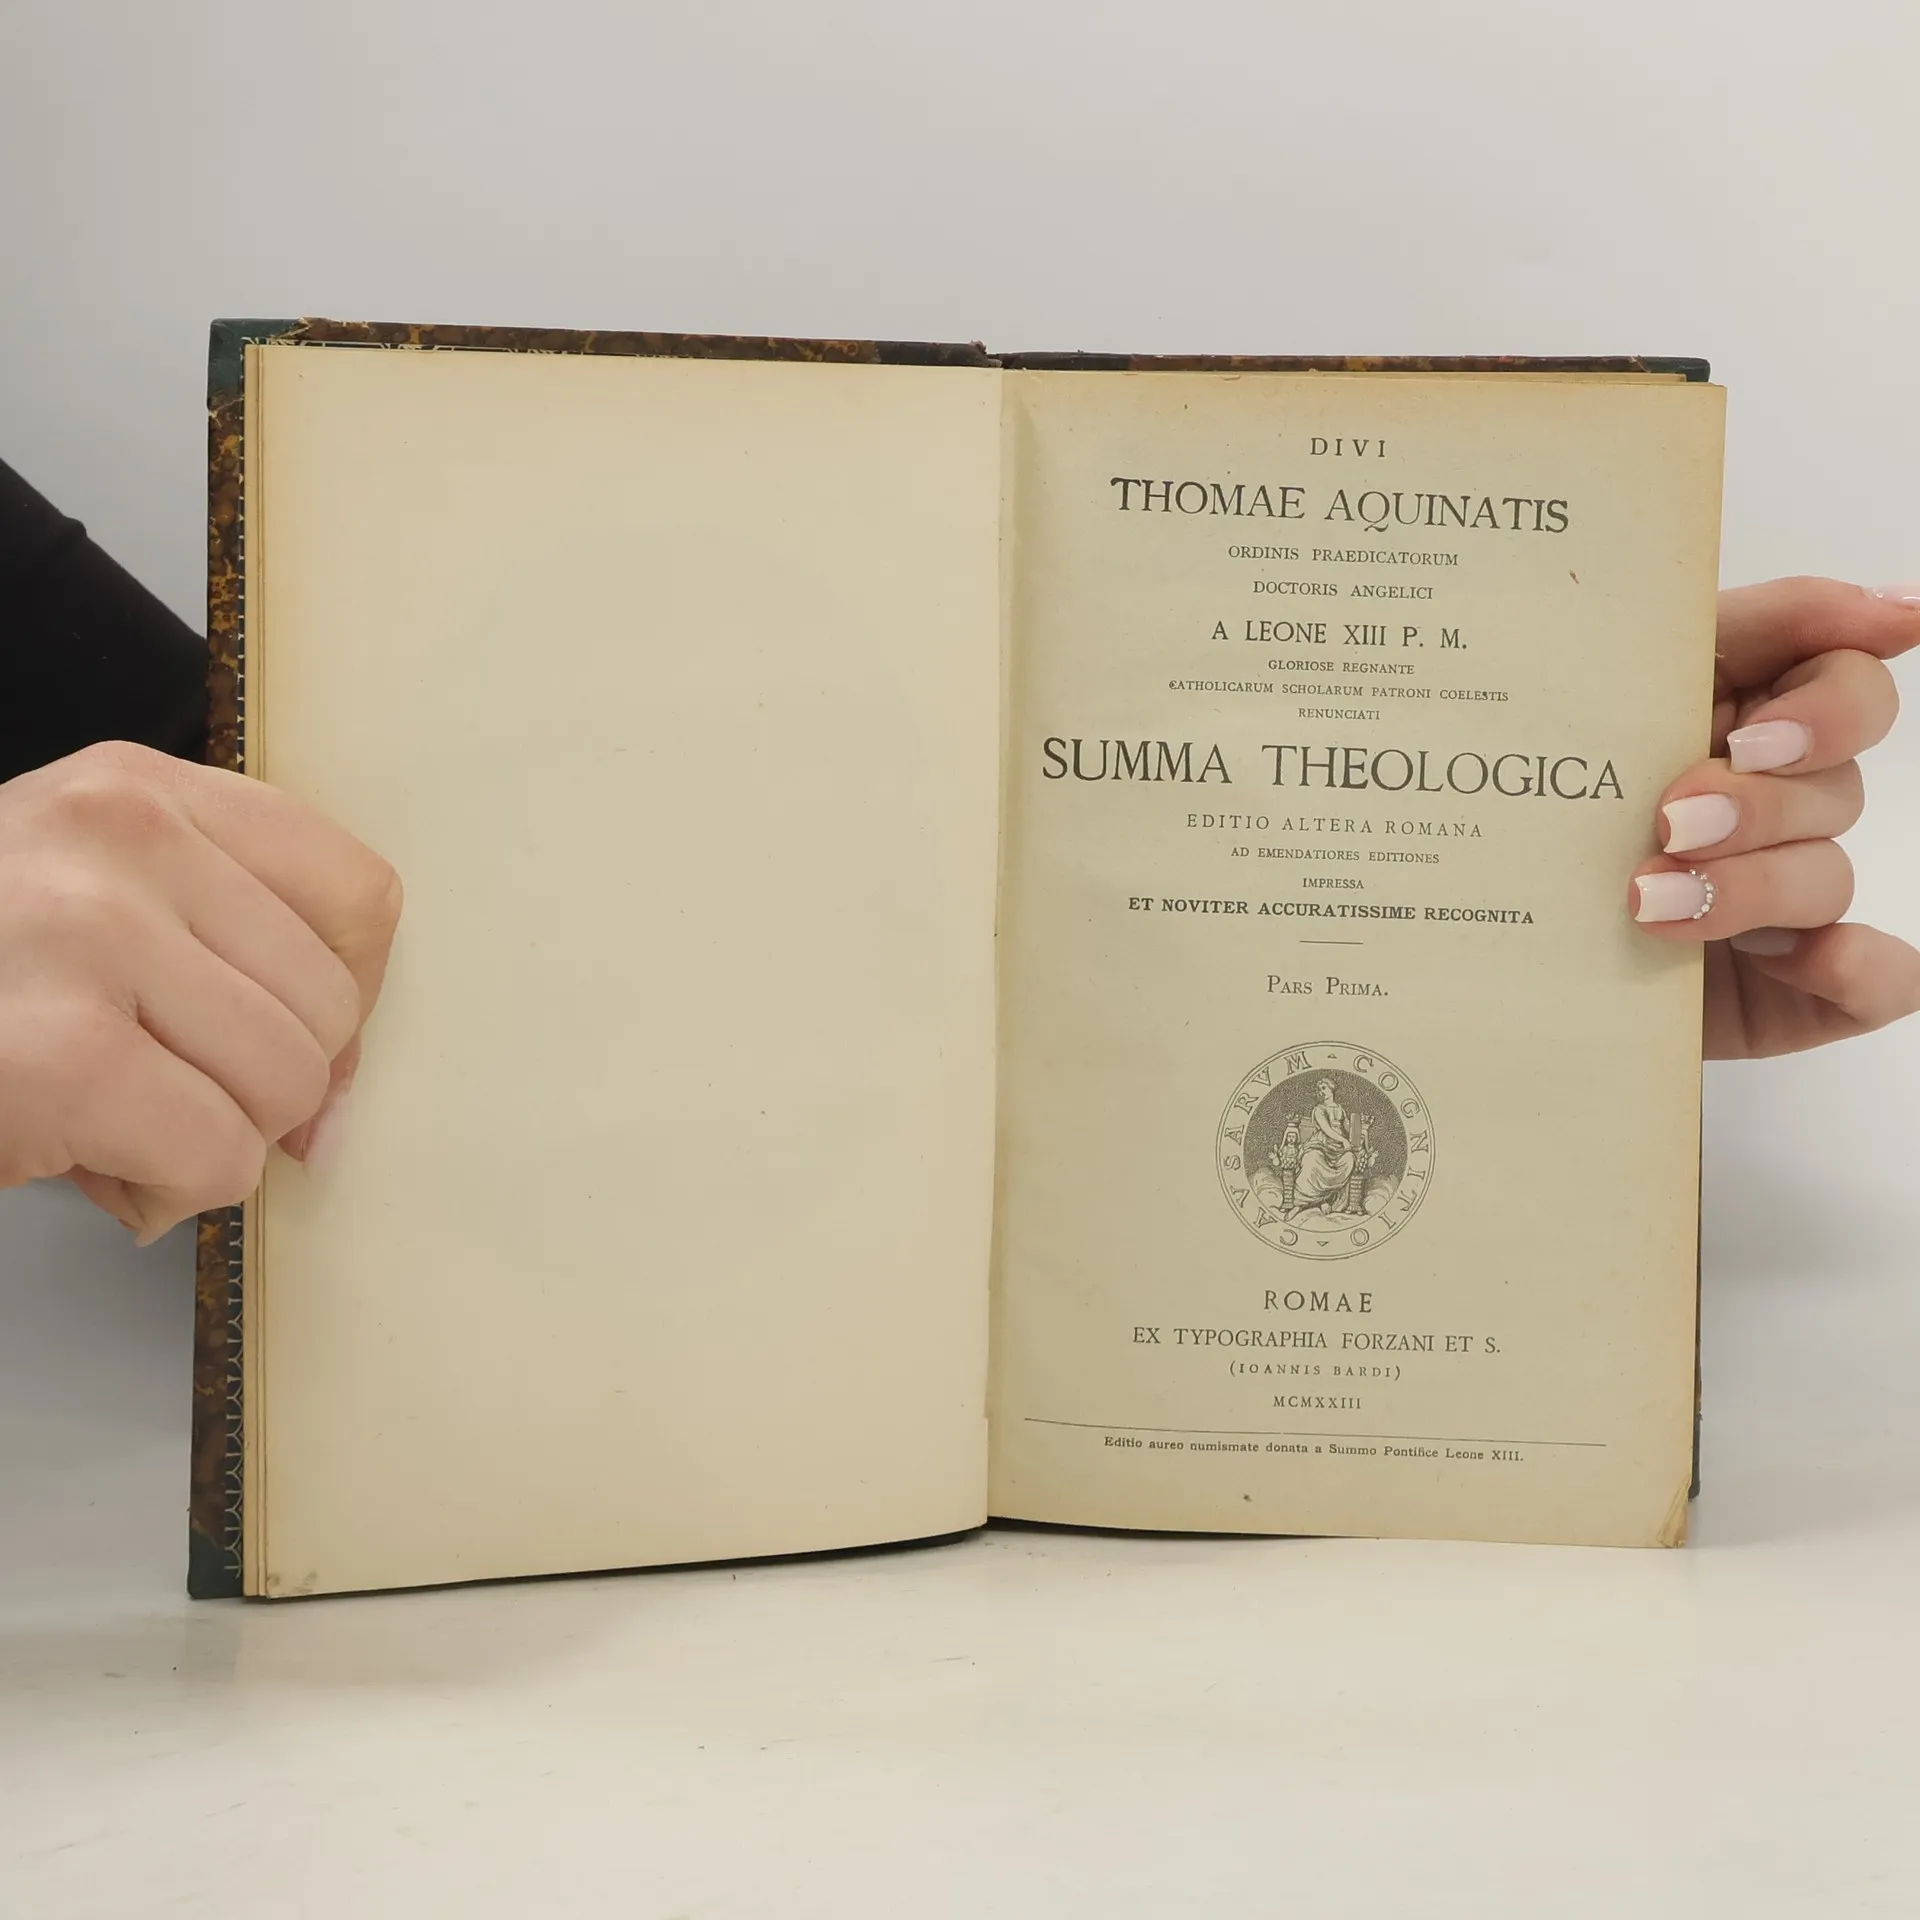 DIVI
THOMAE AQUINATIS
ORDINIS PRAEDICATORUM
DOCTORIS ANGELICI
A LEONE XIII P. M.
GLORIOSE REGNANTE
CATHOLICARUM SCHOLARUM PATRONI COELESTIS
RENUNCIATI
SUMMA THEOLOGICA
EDITIO ALTERA ROMANA
AD EMENDATIORES EDITIONES
IMPRESSA
ET NOVITER ACCURATISSIME RECOGNITA
PARS PRIMA.
CAVSARVM · COGNITIO
ROMAE
EX TYPOGRAPHIA FORZANI ET S.
(IOANNIS BARDI)
MCMXXIII
Editio aureo numismate donata a Summo Pontifice Leone XIII.